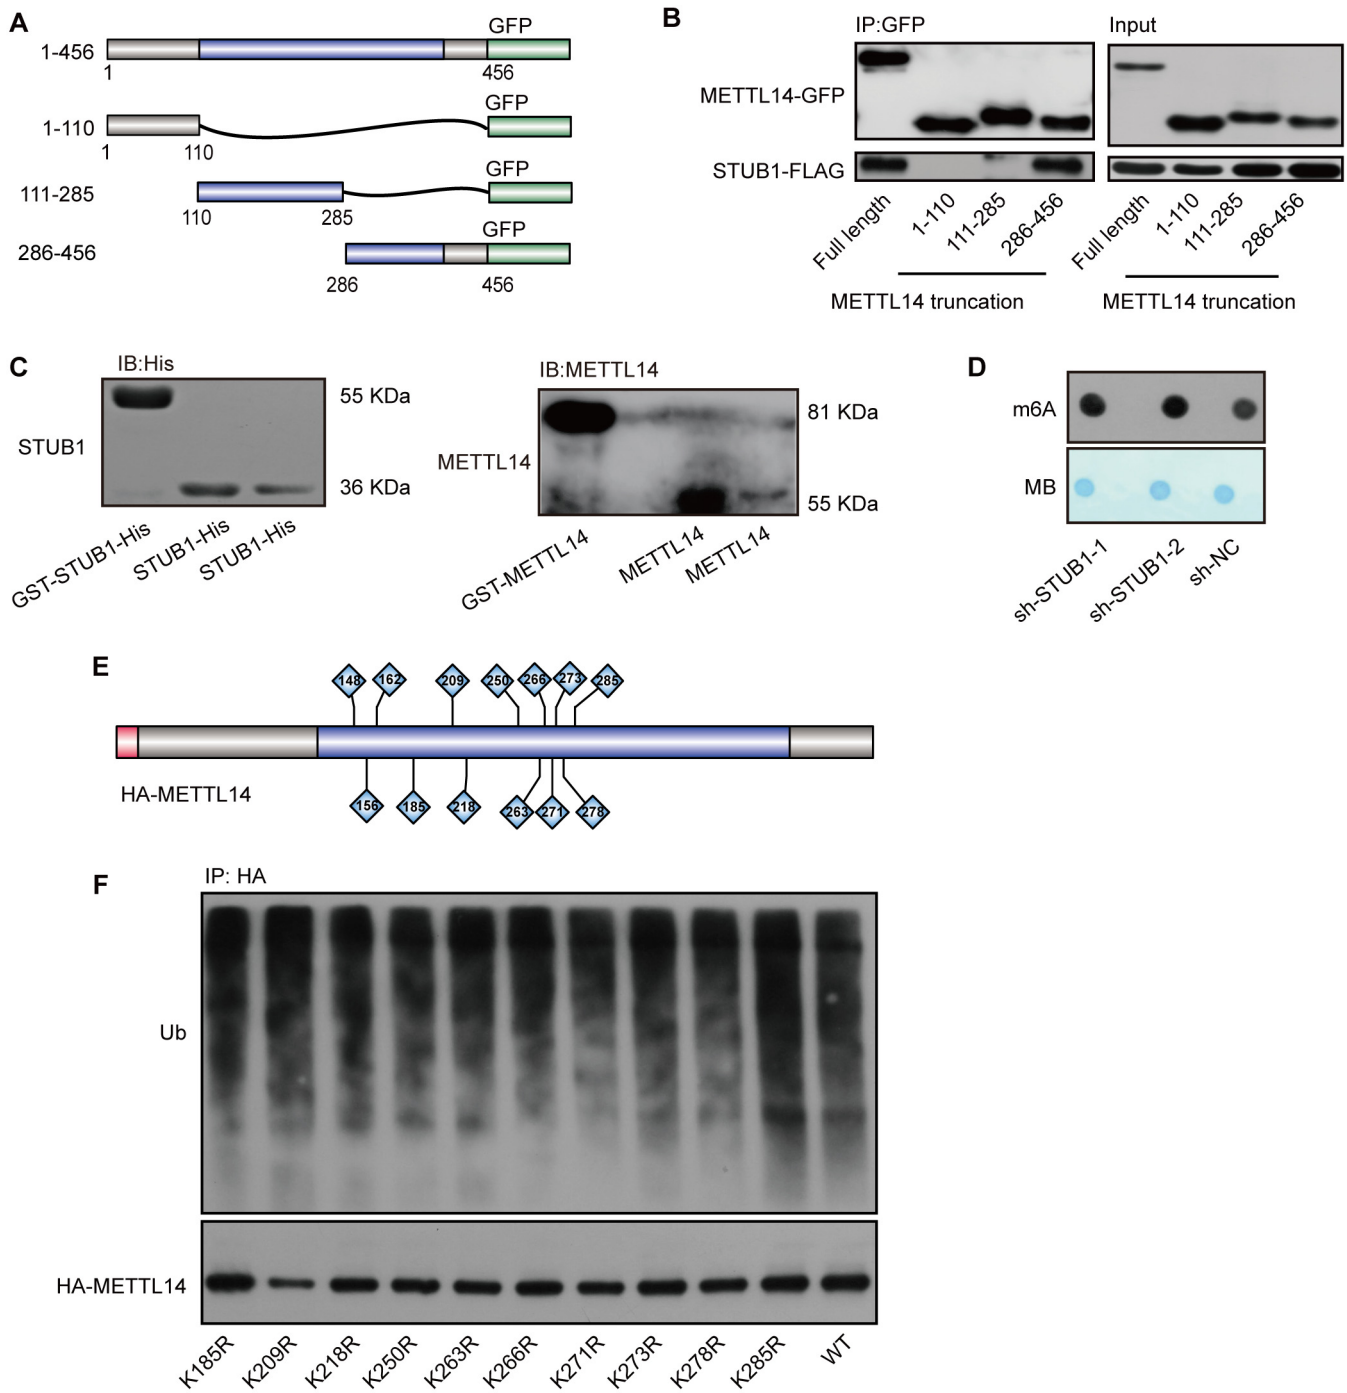 A
GFP
1-456
1
456
GFP
1-110
1
110
GFP
111-285
110
285
GFP
286-456
286
456
B
IP:GFP
Input
METTL14-GFP
STUB1-FLAG
Full length
1-110
111-285
286-456
Full length
1-110
111-285
286-456
METTL14 truncation
METTL14 truncation
C
IB:His
55 KDa
STUB1
36 KDa
GST-STUB1-His
STUB1-His
STUB1-His
IB:METTL14
81 KDa
METTL14
55 KDa
GST-METTL14
METTL14
METTL14
D
m6A
MB
sh-STUB1-1
sh-STUB1-2
sh-NC
E
148
162
209
250
266
273
285
HA-METTL14
156
185
218
263
271
278
F
IP: HA
Ub
HA-METTL14
K185R
K209R
K218R
K250R
K263R
K266R
K271R
K273R
K278R
K285R
WT